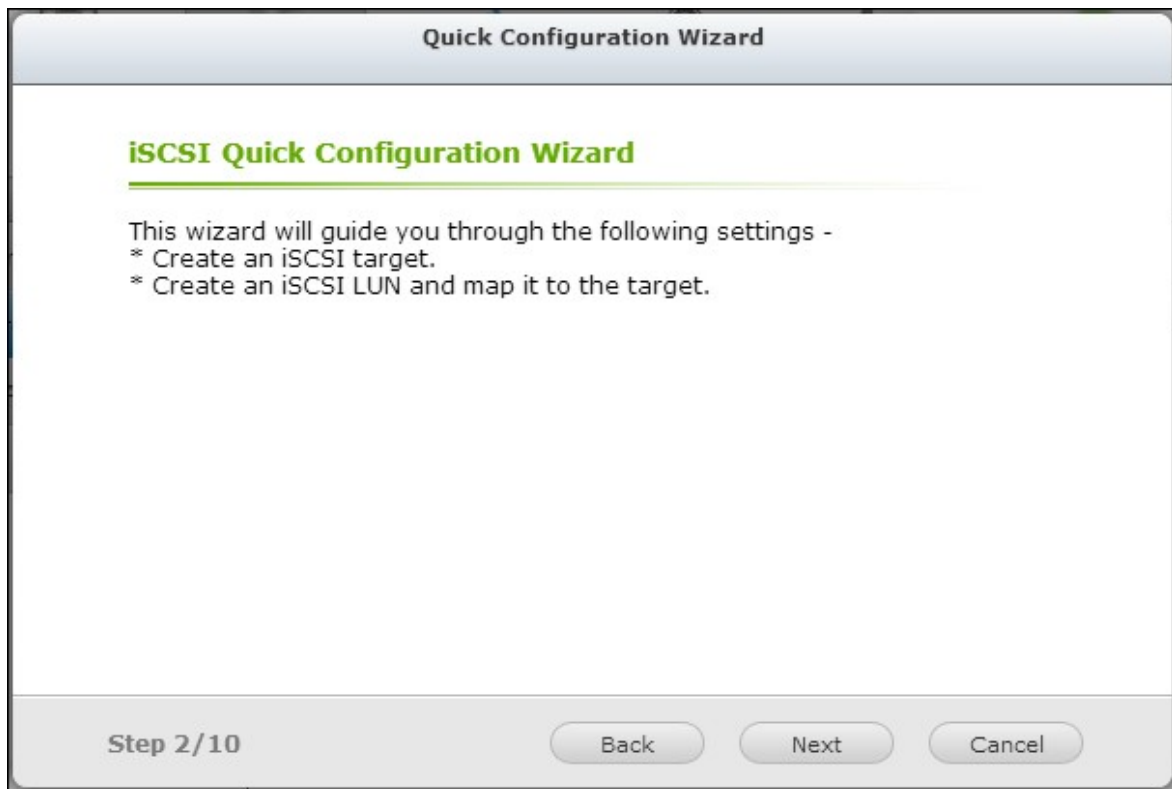 Quick Configuration Wizard
iSCSI Quick Configuration Wizard
This wizard will guide you through the following settings -
* Create an iSCSI target.
* Create an iSCSI LUN and map it to the target.
Step 2/10
Back
Next
Cancel